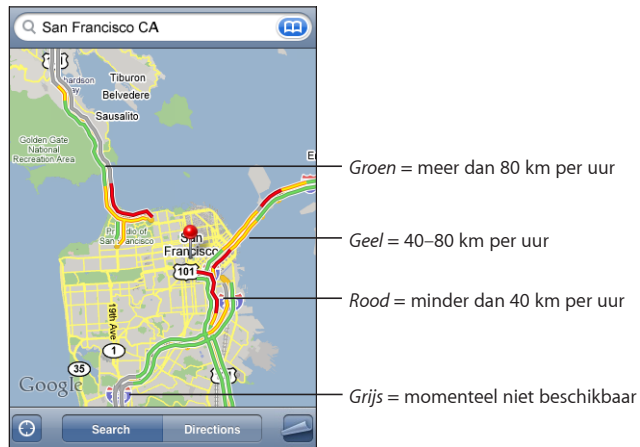 San Francisco CA
Tiburon
Belvedere
Sausalito
Golden Gate
National
Recreation Area
San
Francisco
101
19th Ave
1
35
Google
Search
Directions
Groen = meer dan 80 km per uur
Geel = 40–80 km per uur
Rood = minder dan 40 km per uur
Grijs = momenteel niet beschikbaar